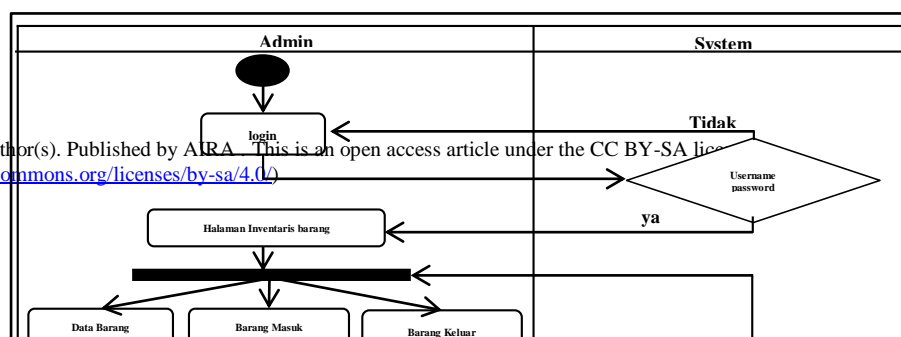 Admin
System
Tidak
login
thor(s). Published by AIRA . This is an open access article under the CC BY-SA
ommons.org/licenses/by-sa/4.0/)
Username
password
ya
Halaman Inventaris barang
Data Barang
Barang Masuk
Barang Keluar